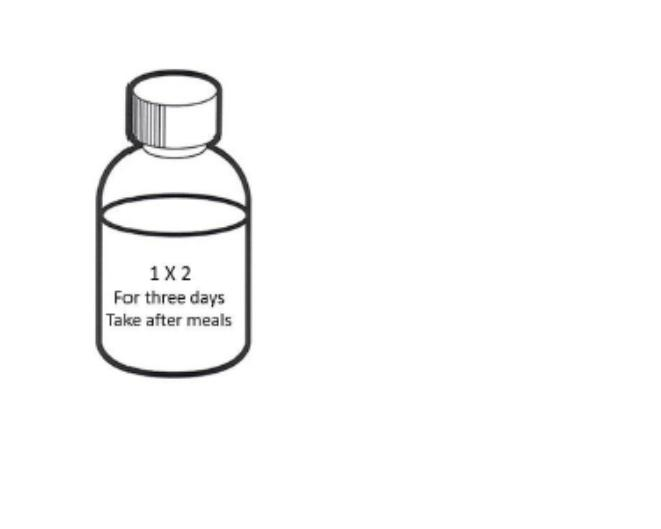 1 X 2
For three days
Take after meals